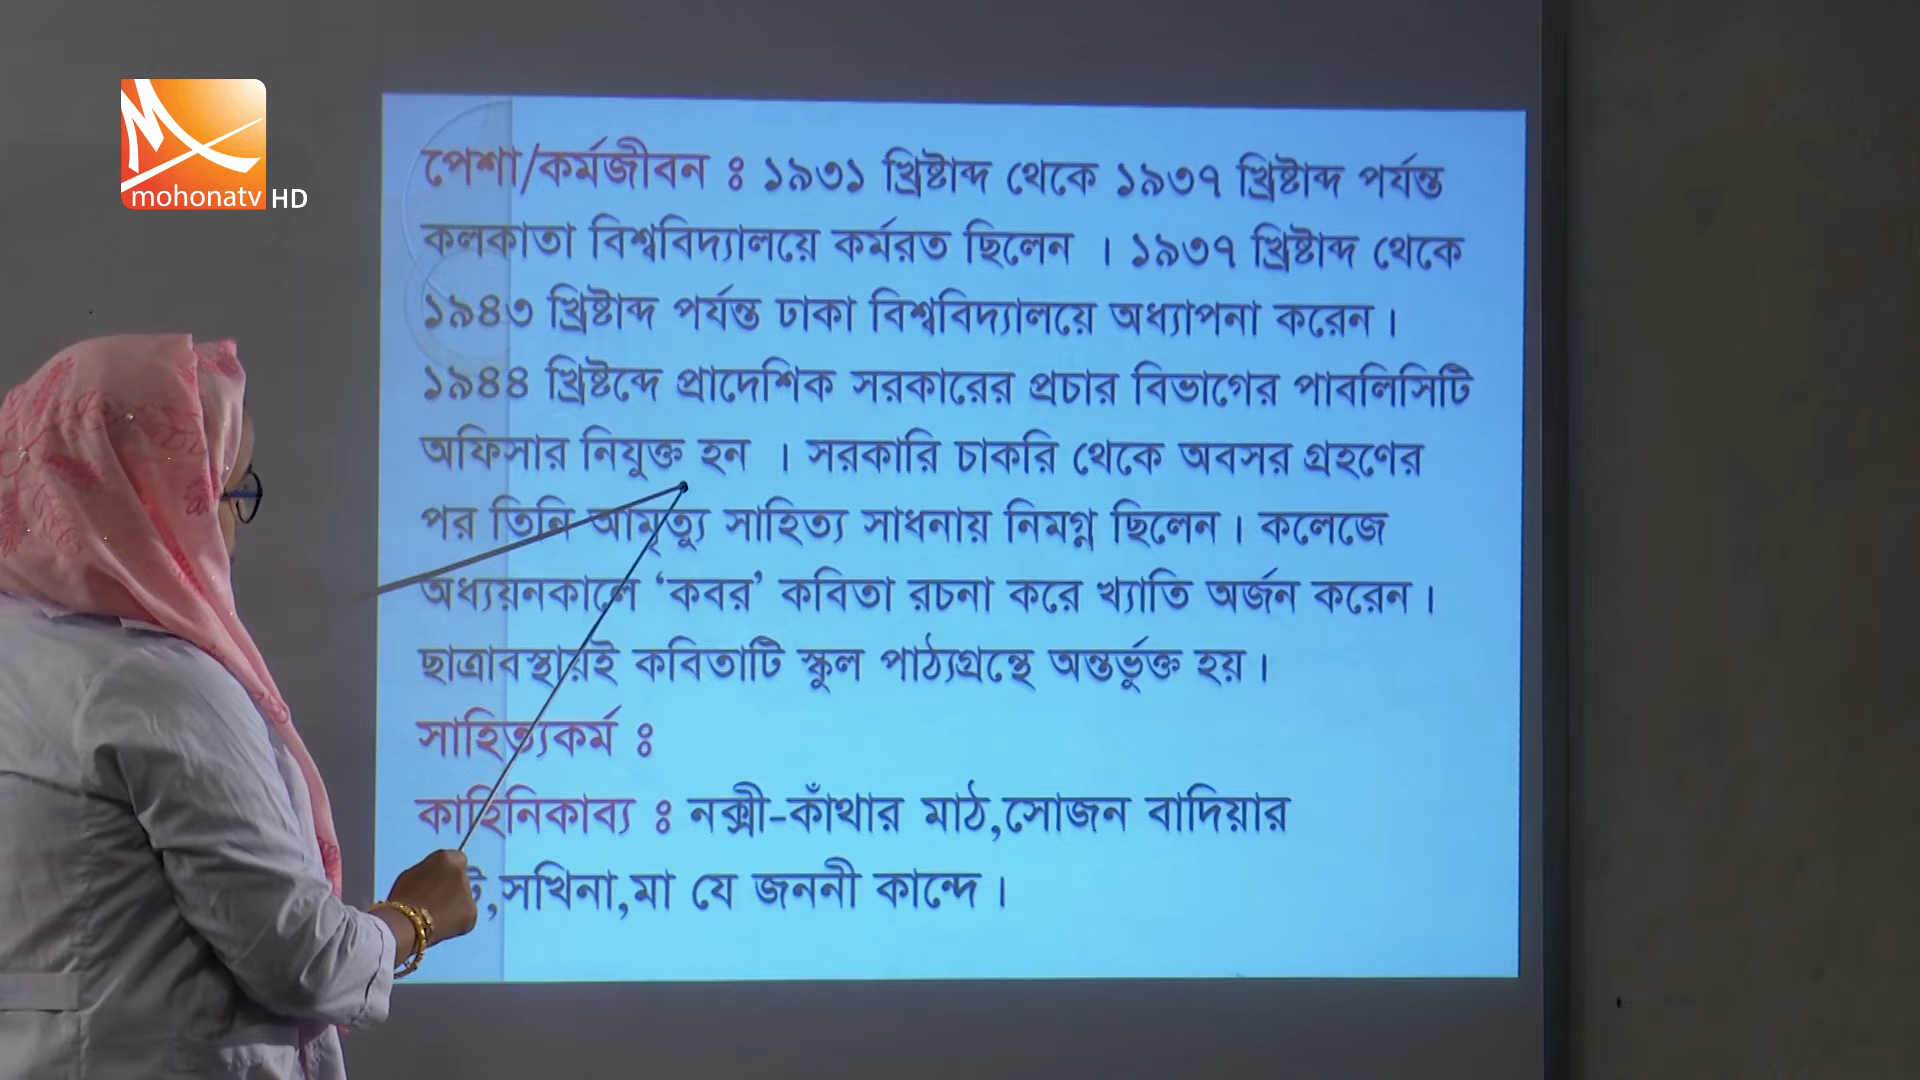 mohonatv HD
পেশা/কর্মজীবন ঃ ১৯৩১ খ্রিষ্টাব্দ থেকে ১৯৩৭ খ্রিষ্টাব্দ পর্যন্ত
কলকাতা বিশ্ববিদ্যালয়ে কর্মরত ছিলেন । ১৯৩৭ খ্রিষ্টাব্দ থেকে
১৯৪৩ খ্রিষ্টাব্দ পর্যন্ত ঢাকা বিশ্ববিদ্যালয়ে অধ্যাপনা করেন।
১৯৪৪ খ্রিষ্টব্দে প্রাদেশিক সরকারের প্রচার বিভাগের পাবলিসিটি
অফিসার নিযুক্ত হন । সরকারি চাকরি থেকে অবসর গ্রহণের
পর তিনি আমৃত্যু সাহিত্য সাধনায় নিমগ্ন ছিলেন। কলেজে
অধ্যয়নকালে ‘কবর’ কবিতা রচনা করে খ্যাতি অর্জন করেন।
ছাত্রাবস্থায়ই কবিতাটি স্কুল পাঠ্যগ্রন্থে অন্তর্ভুক্ত হয়।
সাহিত্যকর্ম ঃ
কাহিনিকাব্য ঃ নক্সী-কাঁথার মাঠ,সোজন বাদিয়ার
,সখিনা,মা যে জননী কান্দে।